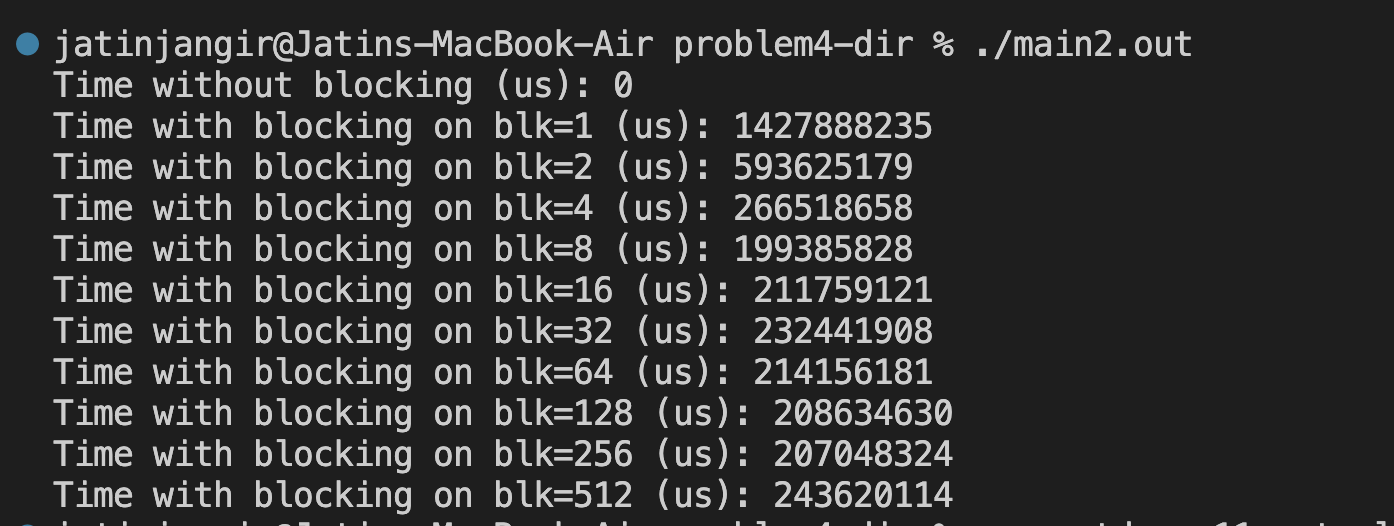 jatinjangir@Jatins-MacBook-Air problem4-dir % ./main2.out
Time without blocking (us): 0
Time with blocking on blk=1 (us): 1427888235
Time with blocking on blk=2 (us): 593625179
Time with blocking on blk=4 (us): 266518658
Time with blocking on blk=8 (us): 199385828
Time with blocking on blk=16 (us): 211759121
Time with blocking on blk=32 (us): 232441908
Time with blocking on blk=64 (us): 214156181
Time with blocking on blk=128 (us): 208634630
Time with blocking on blk=256 (us): 207048324
Time with blocking on blk=512 (us): 243620114